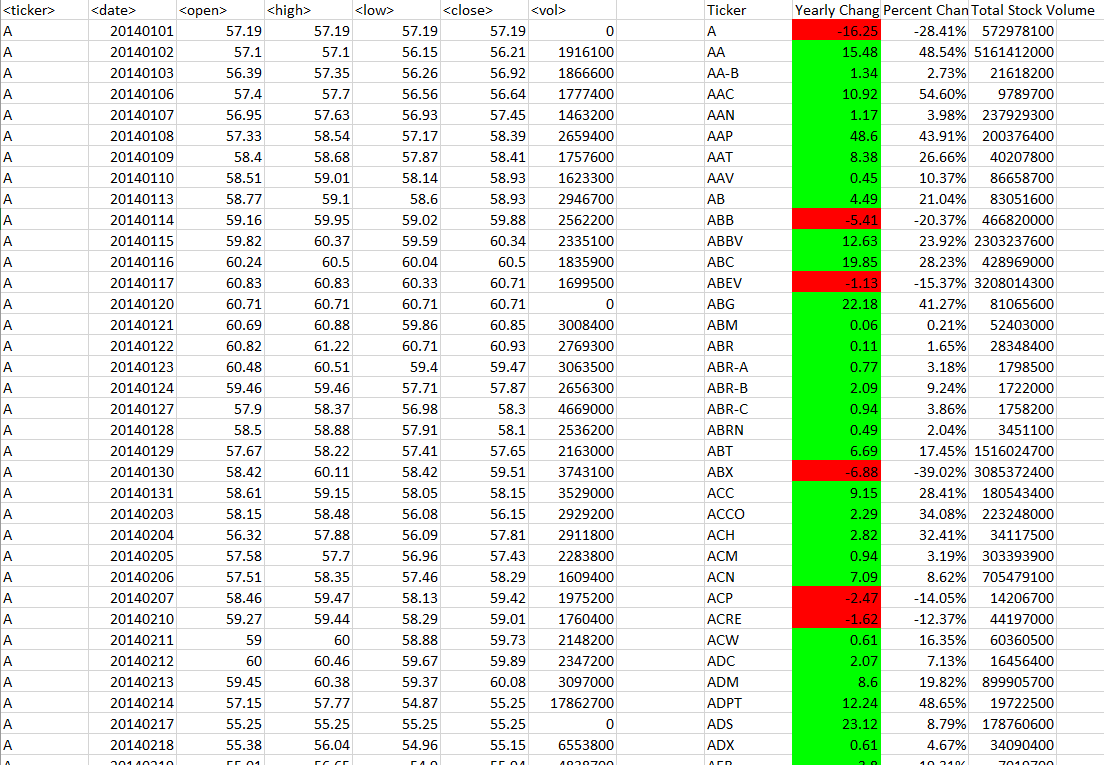 <ticker> <date> <open> <high> <low> <close> <vol> Ticker Yearly Chang Percent Chan Total Stock Volume
A 20140101 57.19 57.19 57.19 57.19 0 A -16.25 -28.41% 572978100
A 20140102 57.1 57.1 56.15 56.21 1916100 AA 15.48 48.54% 5161412000
A 20140103 56.39 57.35 56.26 56.92 1866600 AA-B 1.34 2.73% 21618200
A 20140106 57.4 57.7 56.56 56.64 1777400 AAC 10.92 54.60% 9789700
A 20140107 56.95 57.63 56.93 57.45 1463200 AAN 1.17 3.98% 237929300
A 20140108 57.33 58.54 57.17 58.39 2659400 AAP 48.6 43.91% 200376400
A 20140109 58.4 58.68 57.87 58.41 1757600 AAT 8.38 26.66% 40207800
A 20140110 58.51 59.01 58.14 58.93 1623300 AAV 0.45 10.37% 86658700
A 20140113 58.77 59.1 58.6 58.93 2946700 AB 4.49 21.04% 83051600
A 20140114 59.16 59.95 59.02 59.88 2562200 ABB -5.41 -20.37% 466820000
A 20140115 59.82 60.37 59.59 60.34 2335100 ABBV 12.63 23.92% 2303237600
A 20140116 60.24 60.5 60.04 60.5 1835900 ABC 19.85 28.23% 428969000
A 20140117 60.83 60.83 60.33 60.71 1699500 ABEV -1.13 -15.37% 3208014300
A 20140120 60.71 60.71 60.71 60.71 0 ABG 22.18 41.27% 81065600
A 20140121 60.69 60.88 59.86 60.85 3008400 ABM 0.06 0.21% 52403000
A 20140122 60.82 61.22 60.71 60.93 2769300 ABR 0.11 1.65% 28348400
A 20140123 60.48 60.51 59.4 59.47 3063500 ABR-A 0.77 3.18% 1798500
A 20140124 59.46 59.46 57.71 57.87 2656300 ABR-B 2.09 9.24% 1722000
A 20140127 57.9 58.37 56.98 58.3 4669000 ABR-C 0.94 3.86% 1758200
A 20140128 58.5 58.88 57.91 58.1 2536200 ABRN 0.49 2.04% 3451100
A 20140129 57.67 58.22 57.41 57.65 2163000 ABT 6.69 17.45% 1516024700
A 20140130 58.42 60.11 58.42 59.51 3743100 ABX -6.88 -39.02% 3085372400
A 20140131 58.61 59.15 58.05 58.15 3529000 ACC 9.15 28.41% 180543400
A 20140203 58.15 58.48 56.08 56.15 2929200 ACCO 2.29 34.08% 223248000
A 20140204 56.32 57.88 56.09 57.81 2911800 ACH 2.82 32.41% 34117500
A 20140205 57.58 57.7 56.96 57.43 2283800 ACM 0.94 3.19% 303393900
A 20140206 57.51 58.35 57.46 58.29 1609400 ACN 7.09 8.62% 705479100
A 20140207 58.46 59.47 58.13 59.42 1975200 ACP -2.47 -14.05% 14206700
A 20140210 59.27 59.44 58.29 59.01 1760400 ACRE -1.62 -12.37% 44197000
A 20140211 59 60 58.88 59.73 2148200 ACW 0.61 16.35% 60360500
A 20140212 60 60.46 59.67 59.89 2347200 ADC 2.07 7.13% 16456400
A 20140213 59.45 60.38 59.37 60.08 3097000 ADM 8.6 19.82% 899905700
A 20140214 57.15 57.77 54.87 55.25 17862700 ADPT 12.24 48.65% 19722500
A 20140217 55.25 55.25 55.25 55.25 0 ADS 23.12 8.79% 178760600
A 20140218 55.38 56.04 54.96 55.15 6553800 ADX 0.61 4.67% 34090400